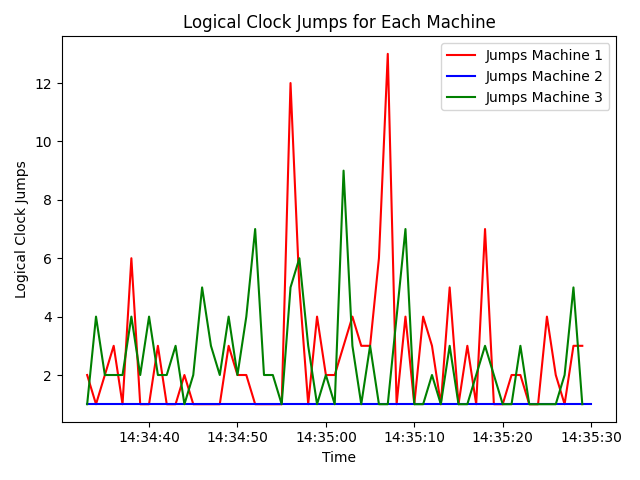 Logical Clock Jumps for Each Machine
Jumps Machine 1
Jumps Machine 2
Jumps Machine 3
Logical Clock Jumps
12
10
8
6
4
2
14:34:40
14:34:50
14:35:00
14:35:10
14:35:20
14:35:30
Time